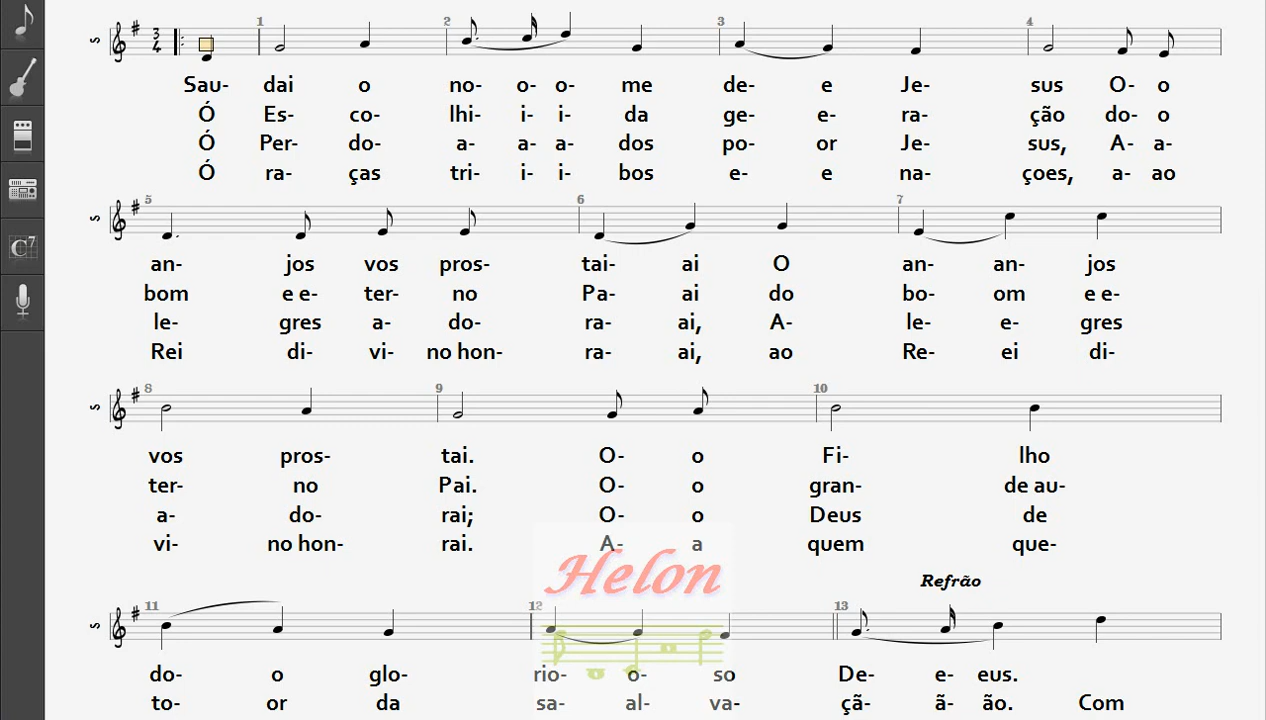 1 2 3 4
S 3 4
Sau- dai o no- o- o- me de- e Je- sus O- o
Ó Es- co- lhi- i- i- da ge- e- ra- ção do- o
Ó Per- do- a- a- a- dos po- or Je- sus, A- a-
Ó ra- ças tri- i- i- bos e- e na- çoes, a- ao
5 6 7
S
an- jos vos pros- tai- ai O an- an- jos
bom e e- ter- no Pa- ai do bo- om e e-
le- gres a- do- ra- ai, A- le- e- gres
Rei di- vi- no hon- ra- ai, ao Re- ei di-
C7
8 9 10
S
vos pros- tai. O- o Fi- lho
ter- no Pai. O- o gran- de au-
a- do- rai; O- o Deus de
vi- no hon- rai. A- a quem que-
Helon
Refrão
11 12 13
S
do- o glo- rio- o- so De- e- eus.
to- or da sa- al- va- çã- ã- ão. Com